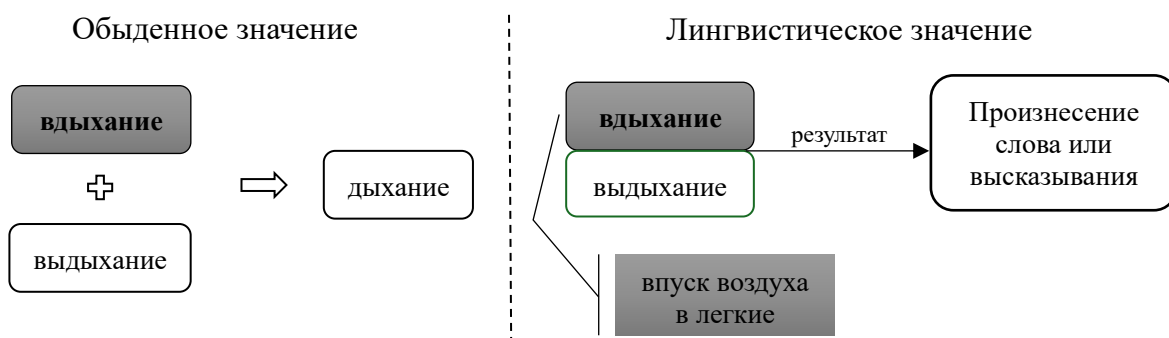 Обыденное значение
вдыхание
выдыхание
дыхание
Лингвистическое значение
вдыхание
выдыхание
результат
Произнесение
слова или
высказывания
впуск воздуха
в легкие